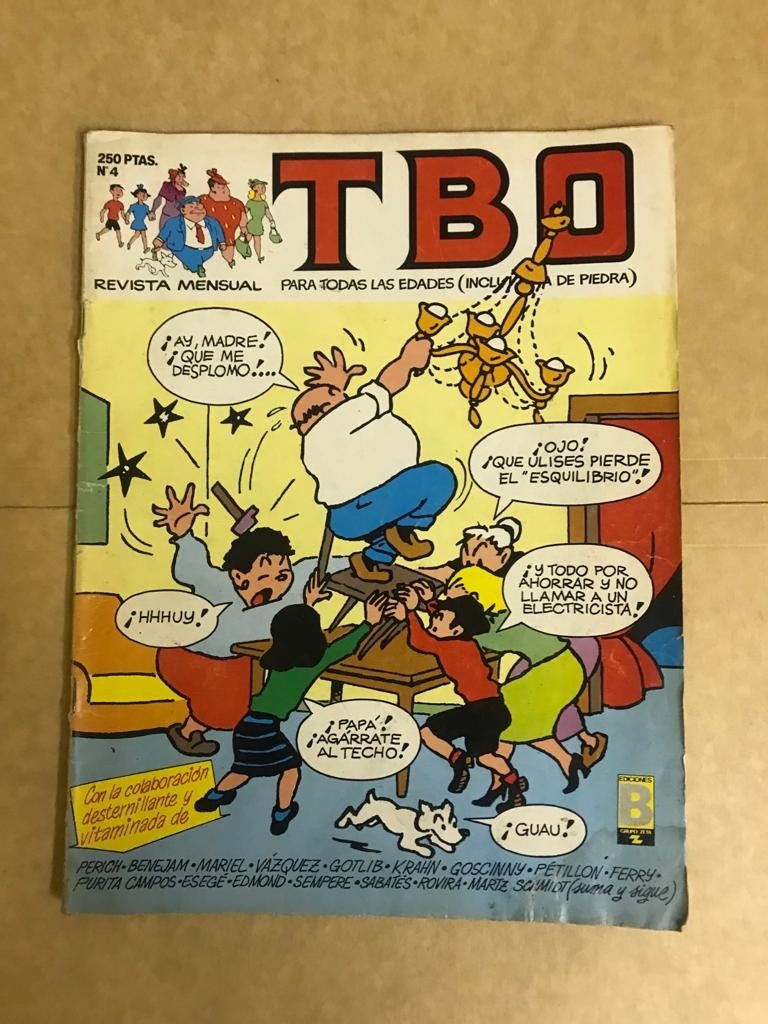 250 PTAS.
Nº4
TBO
REVISTA MENSUAL
PARA TODAS LAS EDADES (INCLU A DE PIEDRA)
¡AY, MADRE!
¡QUE ME
DESPLOMO!...
¡OJO!
¡QUE ULISES PIERDE
EL "ESQUILIBRIO"!
¡Y TODO POR
AHORRAR Y NO
LLAMAR A UN
ELECTRICISTA!
¡HHHUY!
¡PAPÁ!
¡AGÁRRATE
AL TECHO!
¡GUAU!
Con la colaboración
desternillante y
vitaminada de
EDICIONES
B
GRUPO ZETA
Z
PERICH·BENEJAM·MARIEL·VÁZQUEZ·GOTLIB·KRAHN·GOSCINNY·PÉTILLON·FERRY·
PURITA CAMPOS·ESEGÉ·EDMOND·SEMPERE·SABATÉS·ROVIRA·MARTZ SCHMIDT (suma y sigue)